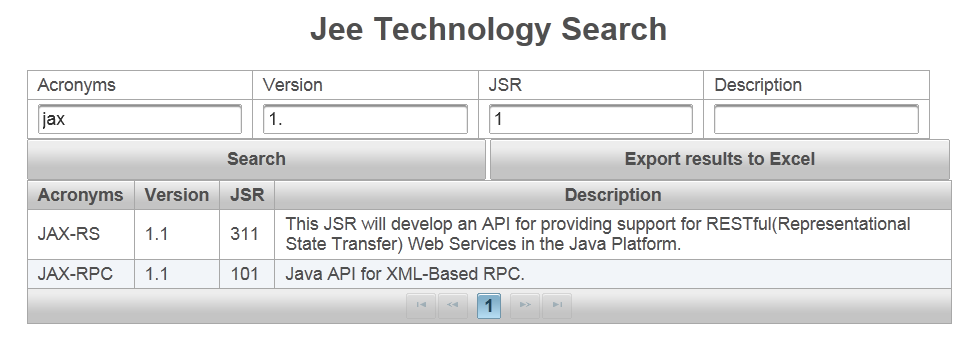 Jee Technology Search
Acronyms Version JSR Description
jax 1. 1
Search Export results to Excel
Acronyms Version JSR Description
JAX-RS 1.1 311 This JSR will develop an API for providing support for RESTful(Representational
State Transfer) Web Services in the Java Platform.
JAX-RPC 1.1 101 Java API for XML-Based RPC.
1